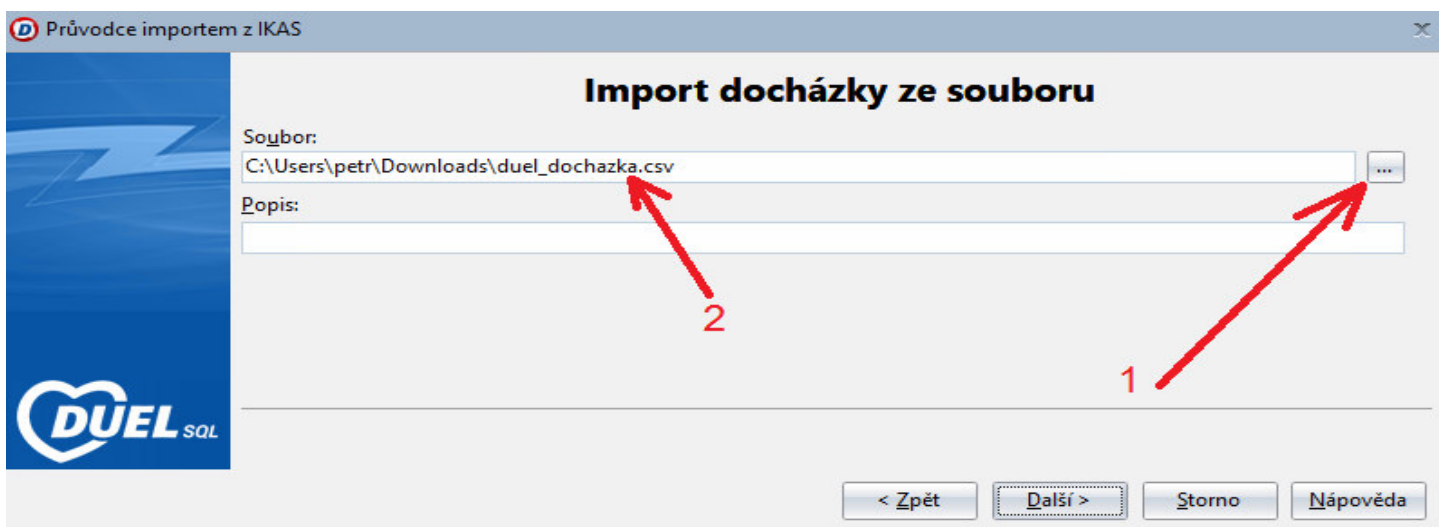 Průvodce importem z IKAS
Import docházky ze souboru
Soubor:
C:\Users\petr\Downloads\duel_dochazka.csv
...
Popis:
2
1
DUEL SQL
< Zpět
Další >
Storno
Nápověda